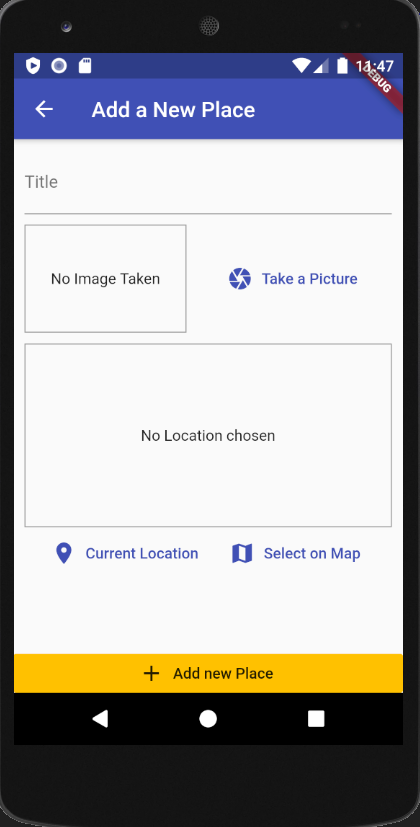 11:47
DEBUG
Add a New Place
Title
No Image Taken
Take a Picture
No Location chosen
Current Location
Select on Map
Add new Place